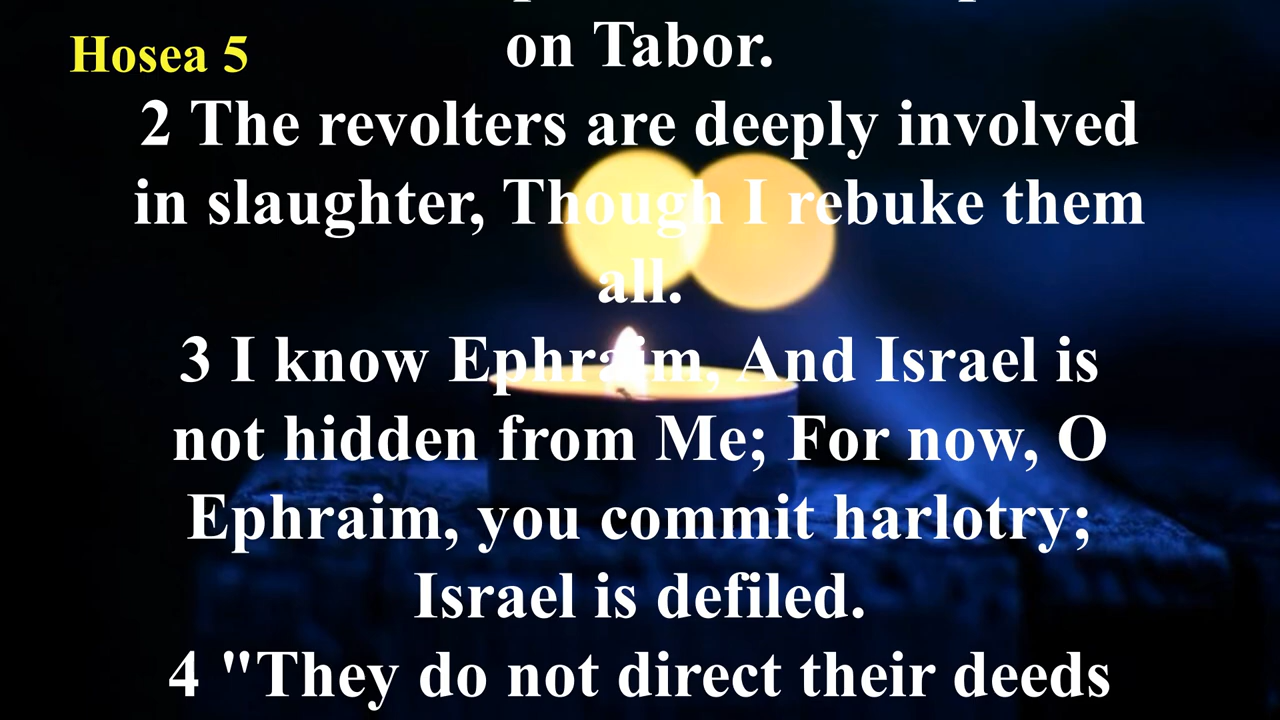 Hosea 5
on Tabor.
2 The revolters are deeply involved
in slaughter, Though I rebuke them
all.
3 I know Ephraim, And Israel is
not hidden from Me; For now, O
Ephraim, you commit harlotry;
Israel is defiled.
4 "They do not direct their deeds